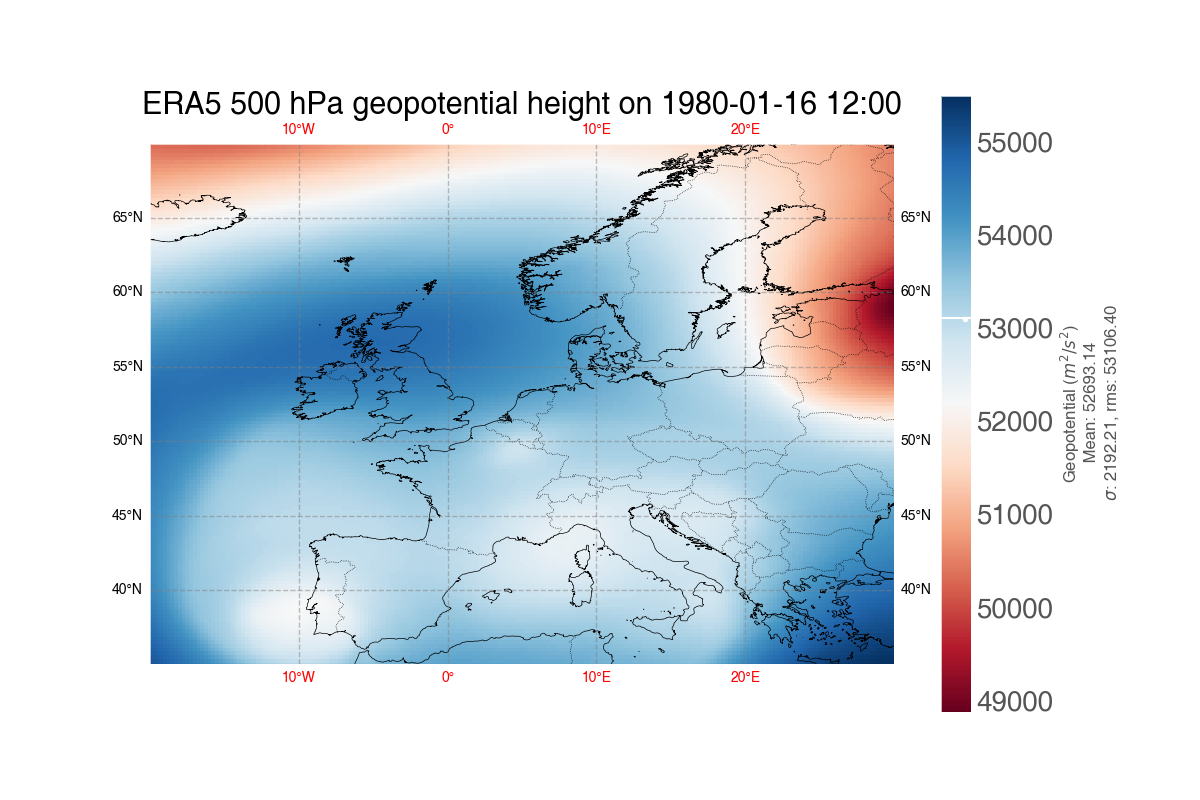 ERA5 500 hPa geopotential height on 1980-01-16 12:00
10°W 0° 10°E 20°E
65°N 65°N
60°N 60°N
55°N 55°N
50°N 50°N
45°N 45°N
40°N 40°N
10°W 0° 10°E 20°E
55000
54000
53000
52000
51000
50000
49000
Geopotential (m²/s²)
Mean: 52693.14
σ: 2192.21, rms: 53106.40